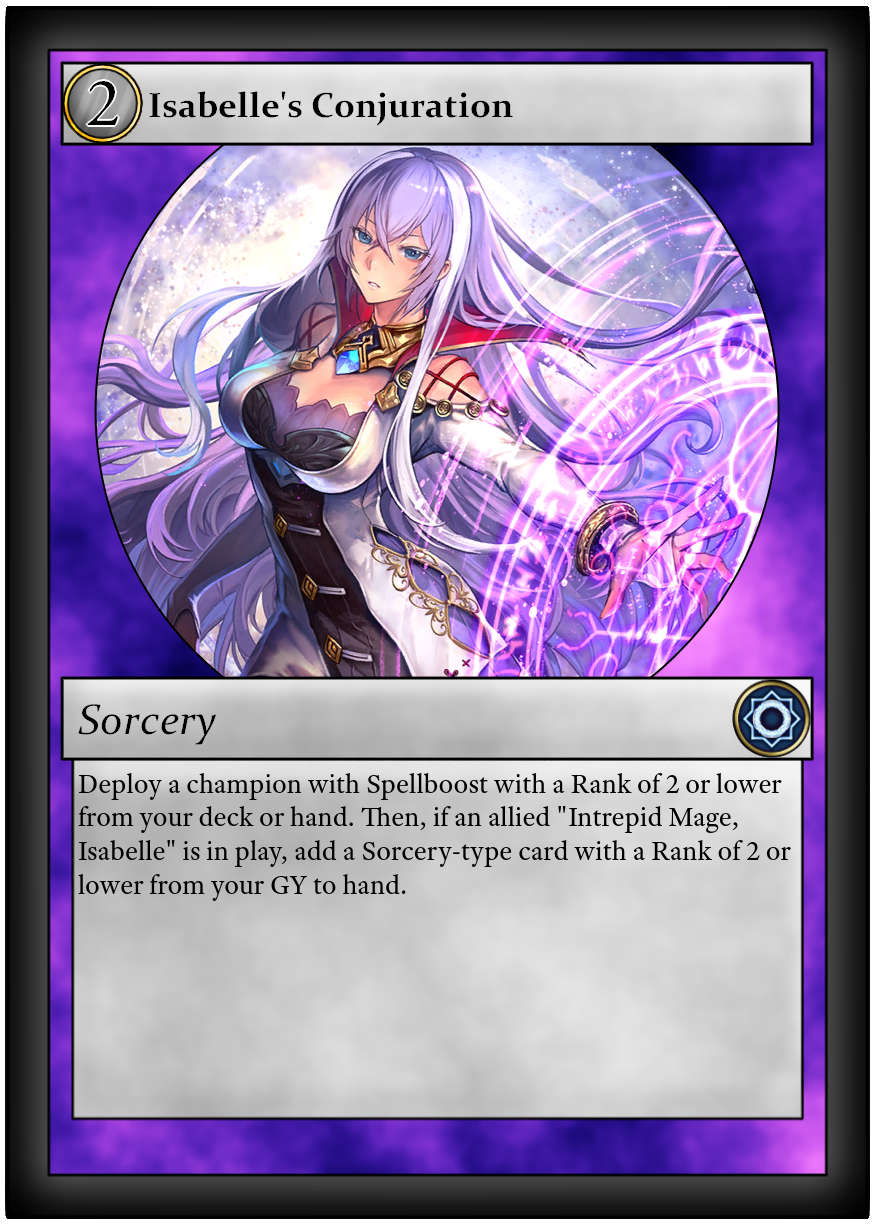 2 Isabelle's Conjuration
Sorcery
Deploy a champion with Spellboost with a Rank of 2 or lower
from your deck or hand. Then, if an allied "Intrepid Mage,
Isabelle" is in play, add a Sorcery-type card with a Rank of 2 or
lower from your GY to hand.